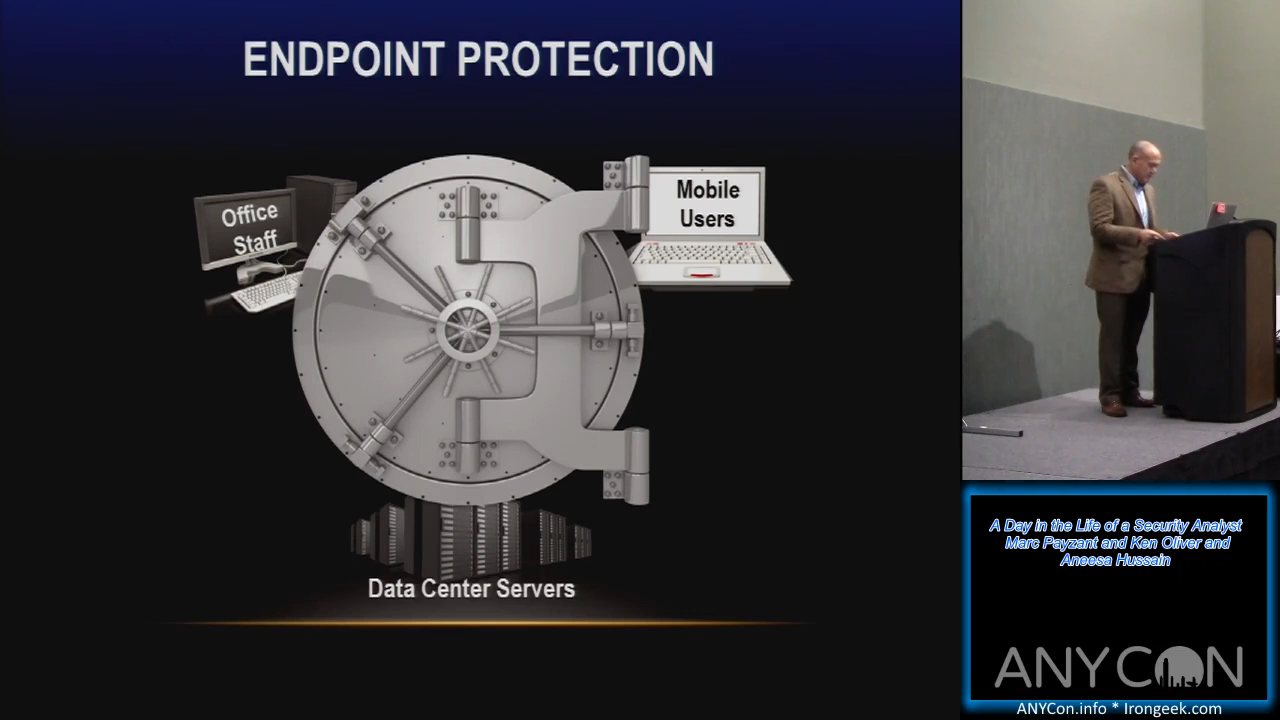 ENDPOINT PROTECTION
Office
Staff
Mobile
Users
Data Center Servers
A Day in the Life of a Security Analyst
Marc Payzant and Ken Oliver and
Aneesa Hussain
ANYCON
ANYCon.info * Irongeek.com